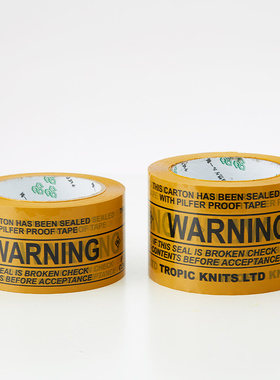 CARTON HAS BEEN SEALED
PILFER PROOF TAPE
WARNING
THIS SEAL IS BROKEN CHECK
BEFORE ACCEPTANCE
THIS CARTON HAS BEEN SEALED
WITH PILFER PROOF TAPE
WARNING
IF THIS SEAL IS BROKEN CHECK
CONTENTS BEFORE ACCEPTANCE
TROPIC KNITS LTD